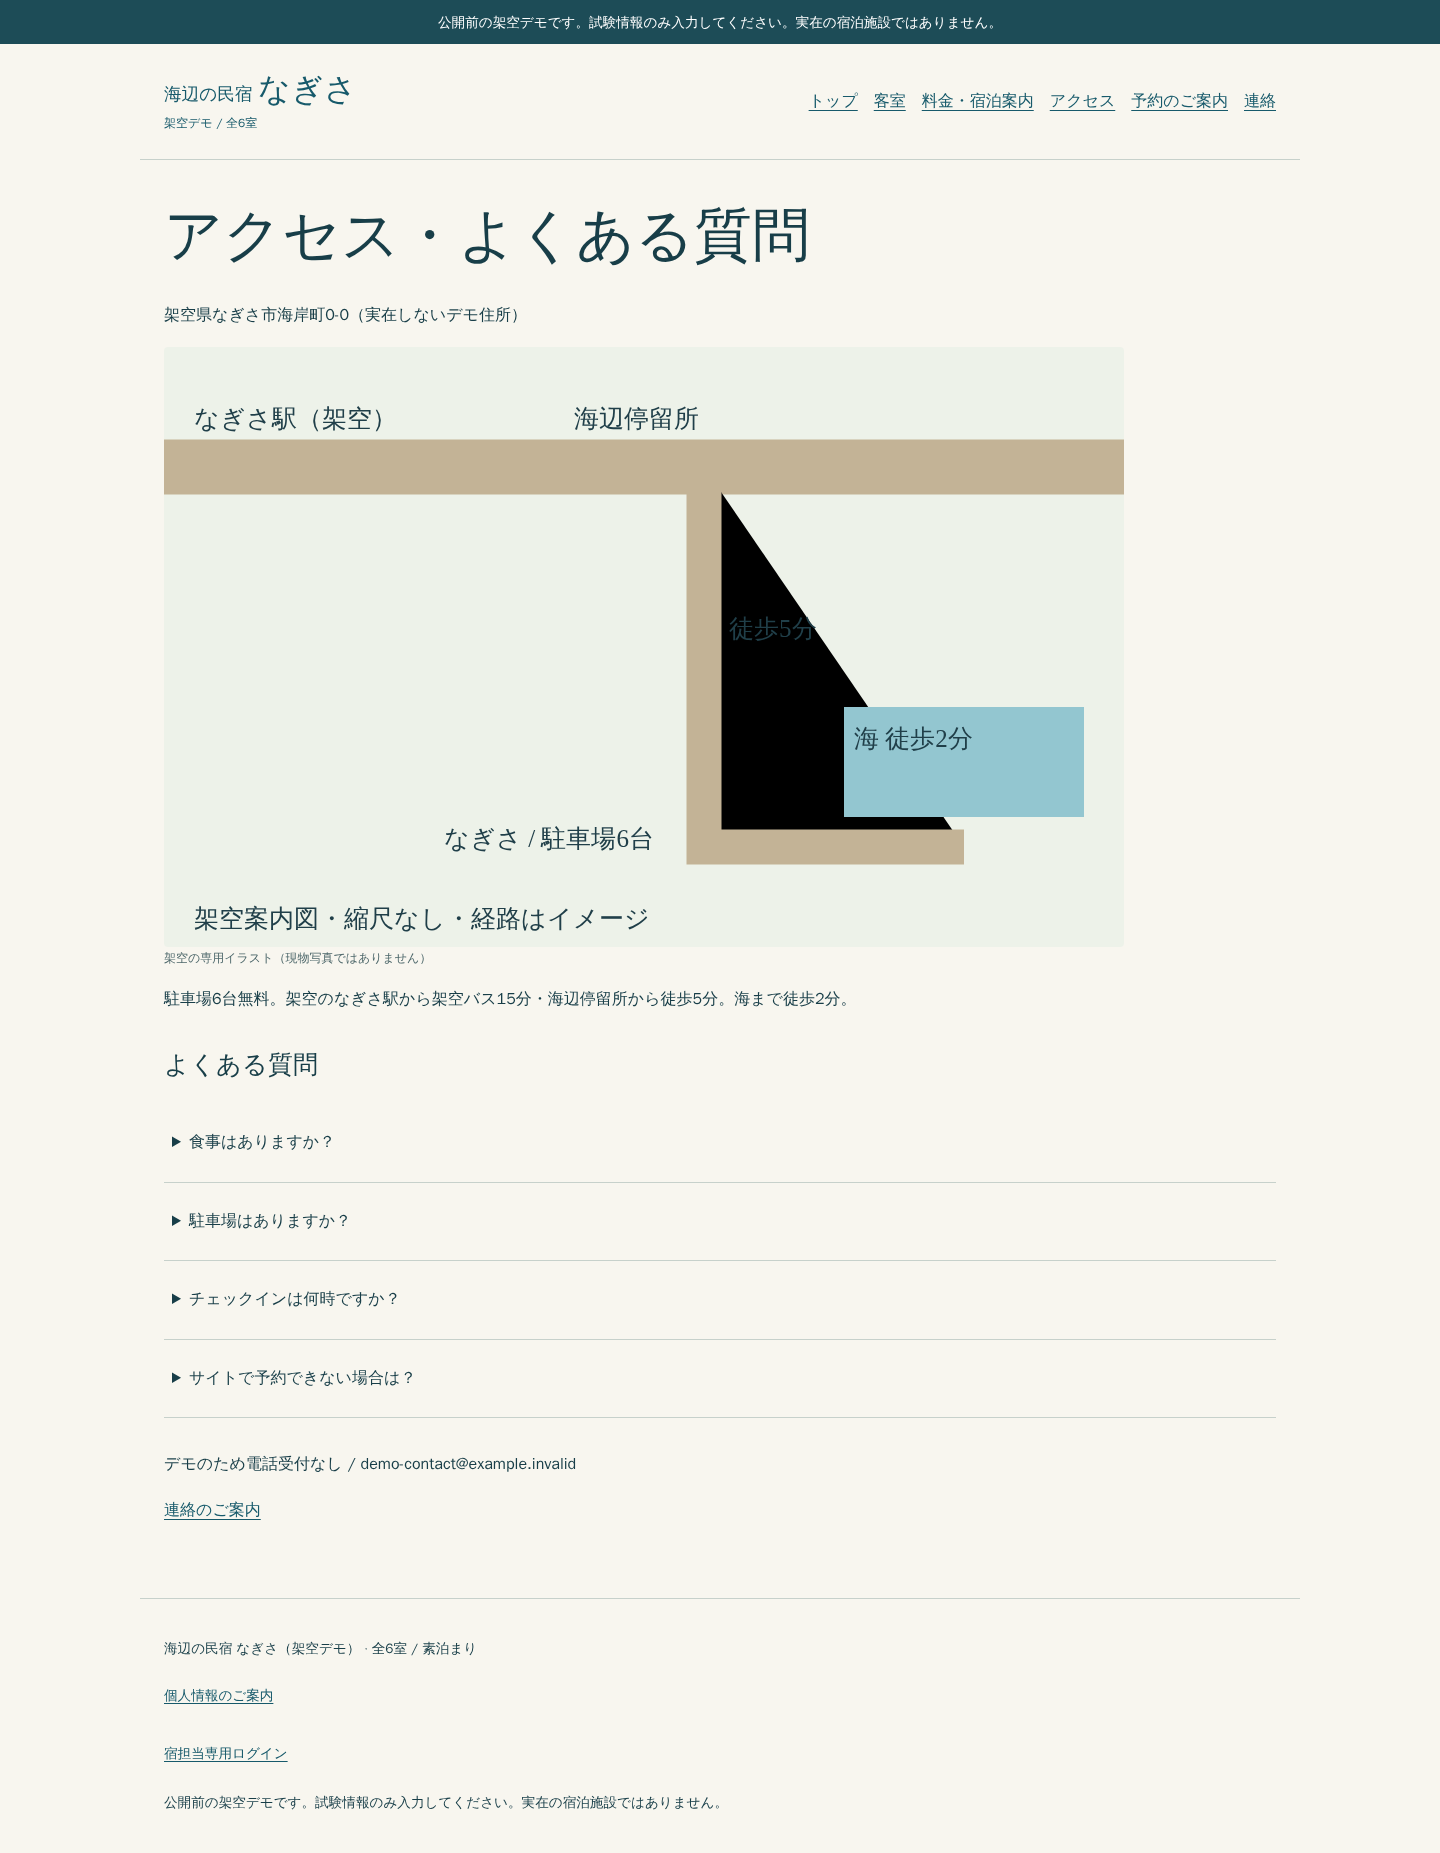 公開前の架空デモです。試験情報のみ入力してください。実在の宿泊施設ではありません。
海辺の民宿 なぎさ
架空デモ / 全6室
トップ 客室 料金・宿泊案内 アクセス 予約のご案内 連絡
アクセス・よくある質問
架空県なぎさ市海岸町0-0（実在しないデモ住所）
なぎさ駅（架空） 海辺停留所
徒歩5分
海 徒歩2分
なぎさ / 駐車場6台
架空案内図・縮尺なし・経路はイメージ
架空の専用イラスト（現物写真ではありません）
駐車場6台無料。架空のなぎさ駅から架空バス15分・海辺停留所から徒歩5分。海まで徒歩2分。
よくある質問
▶ 食事はありますか？
▶ 駐車場はありますか？
▶ チェックインは何時ですか？
▶ サイトで予約できない場合は？
デモのため電話受付なし / demo-contact@example.invalid
連絡のご案内
海辺の民宿 なぎさ（架空デモ） · 全6室 / 素泊まり
個人情報のご案内
宿担当専用ログイン
公開前の架空デモです。試験情報のみ入力してください。実在の宿泊施設ではありません。